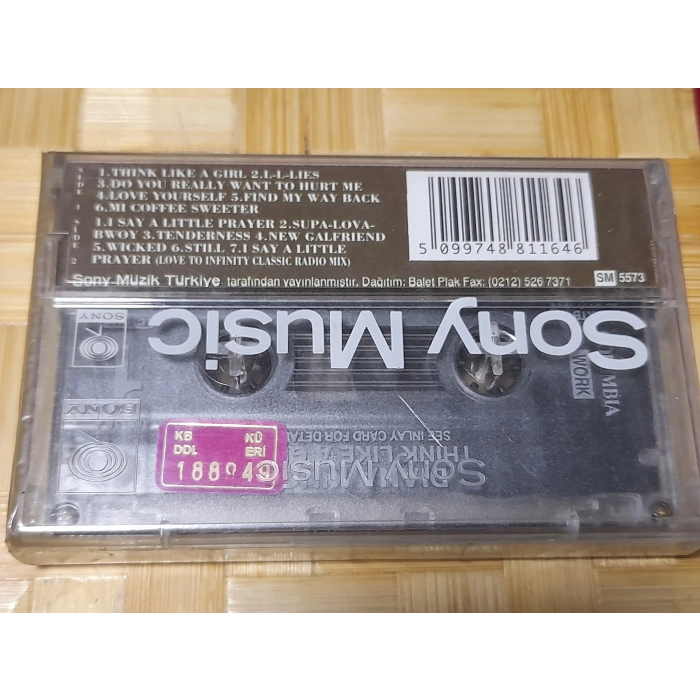 SIDE 1
1.THINK LIKE A GIRL 2.L-L-LIES
3.DO YOU REALLY WANT TO HURT ME
4.LOVE YOURSELF 5.FIND MY WAY BACK
6.MI COFFEE SWEETER
SIDE 2
1.I SAY A LITTLE PRAYER 2.SUPA-LOVA-
BWOY 3.TENDERNESS 4.NEW GALFRIEND
5.WICKED 6.STILL 7.I SAY A LITTLE
PRAYER (LOVE TO INFINITY CLASSIC RADIO MIX)
5 099748 811646
Sony Müzik Türkiye tarafından yayınlanmıştır. Dağıtım: Balet Plak Fax: (0212) 526 7371
SM 5573
Sony Music
SONY
SONY
WORK
SEE INLAY CARD FOR
THINK LIKE A
Sony Music
KB KÜ
DDL ERİ